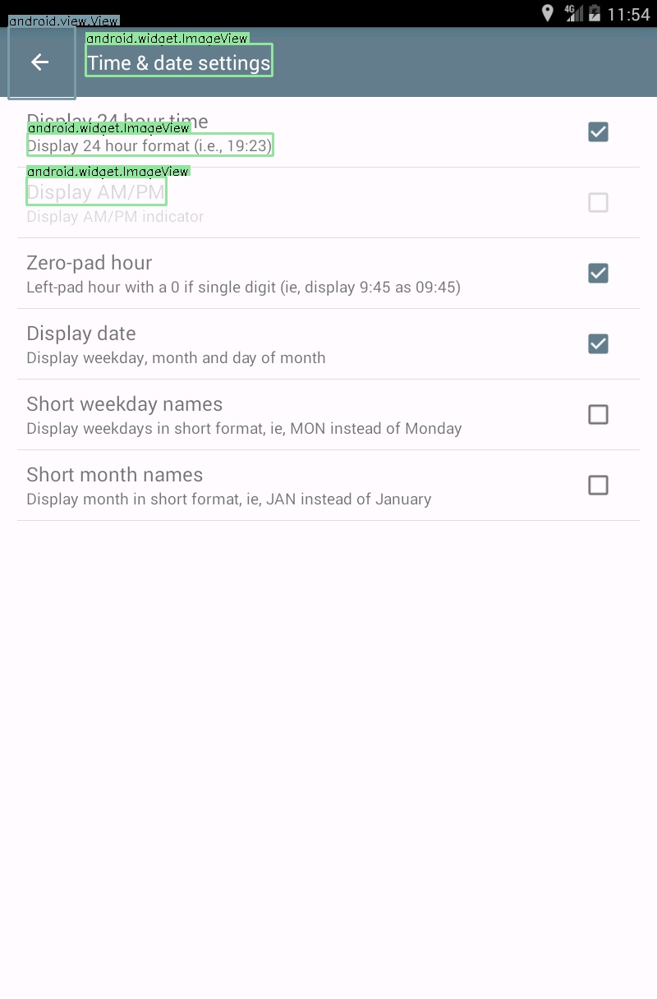 android.view.View
4G
11:54
android.widget.ImageView
Time & date settings
Display 24 hour time
android.widget.ImageView
Display 24 hour format (i.e., 19:23)
android.widget.ImageView
Display AM/PM
Display AM/PM indicator
Zero-pad hour
Left-pad hour with a 0 if single digit (ie, display 9:45 as 09:45)
Display date
Display weekday, month and day of month
Short weekday names
Display weekdays in short format, ie, MON instead of Monday
Short month names
Display month in short format, ie, JAN instead of January